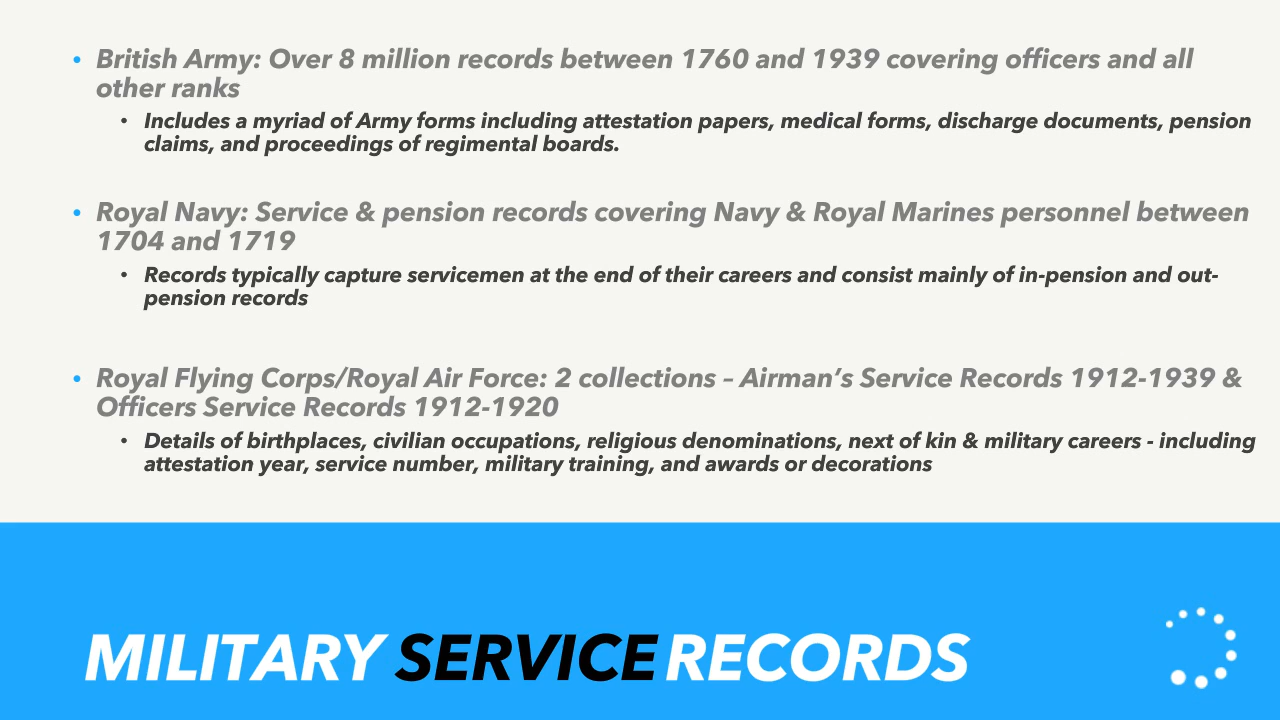 • British Army: Over 8 million records between 1760 and 1939 covering officers and all
other ranks
• Includes a myriad of Army forms including attestation papers, medical forms, discharge documents, pension
claims, and proceedings of regimental boards.
• Royal Navy: Service & pension records covering Navy & Royal Marines personnel between
1704 and 1719
• Records typically capture servicemen at the end of their careers and consist mainly of in-pension and out-
pension records
• Royal Flying Corps/Royal Air Force: 2 collections – Airman’s Service Records 1912-1939 &
Officers Service Records 1912-1920
• Details of birthplaces, civilian occupations, religious denominations, next of kin & military careers - including
attestation year, service number, military training, and awards or decorations
MILITARY SERVICE RECORDS